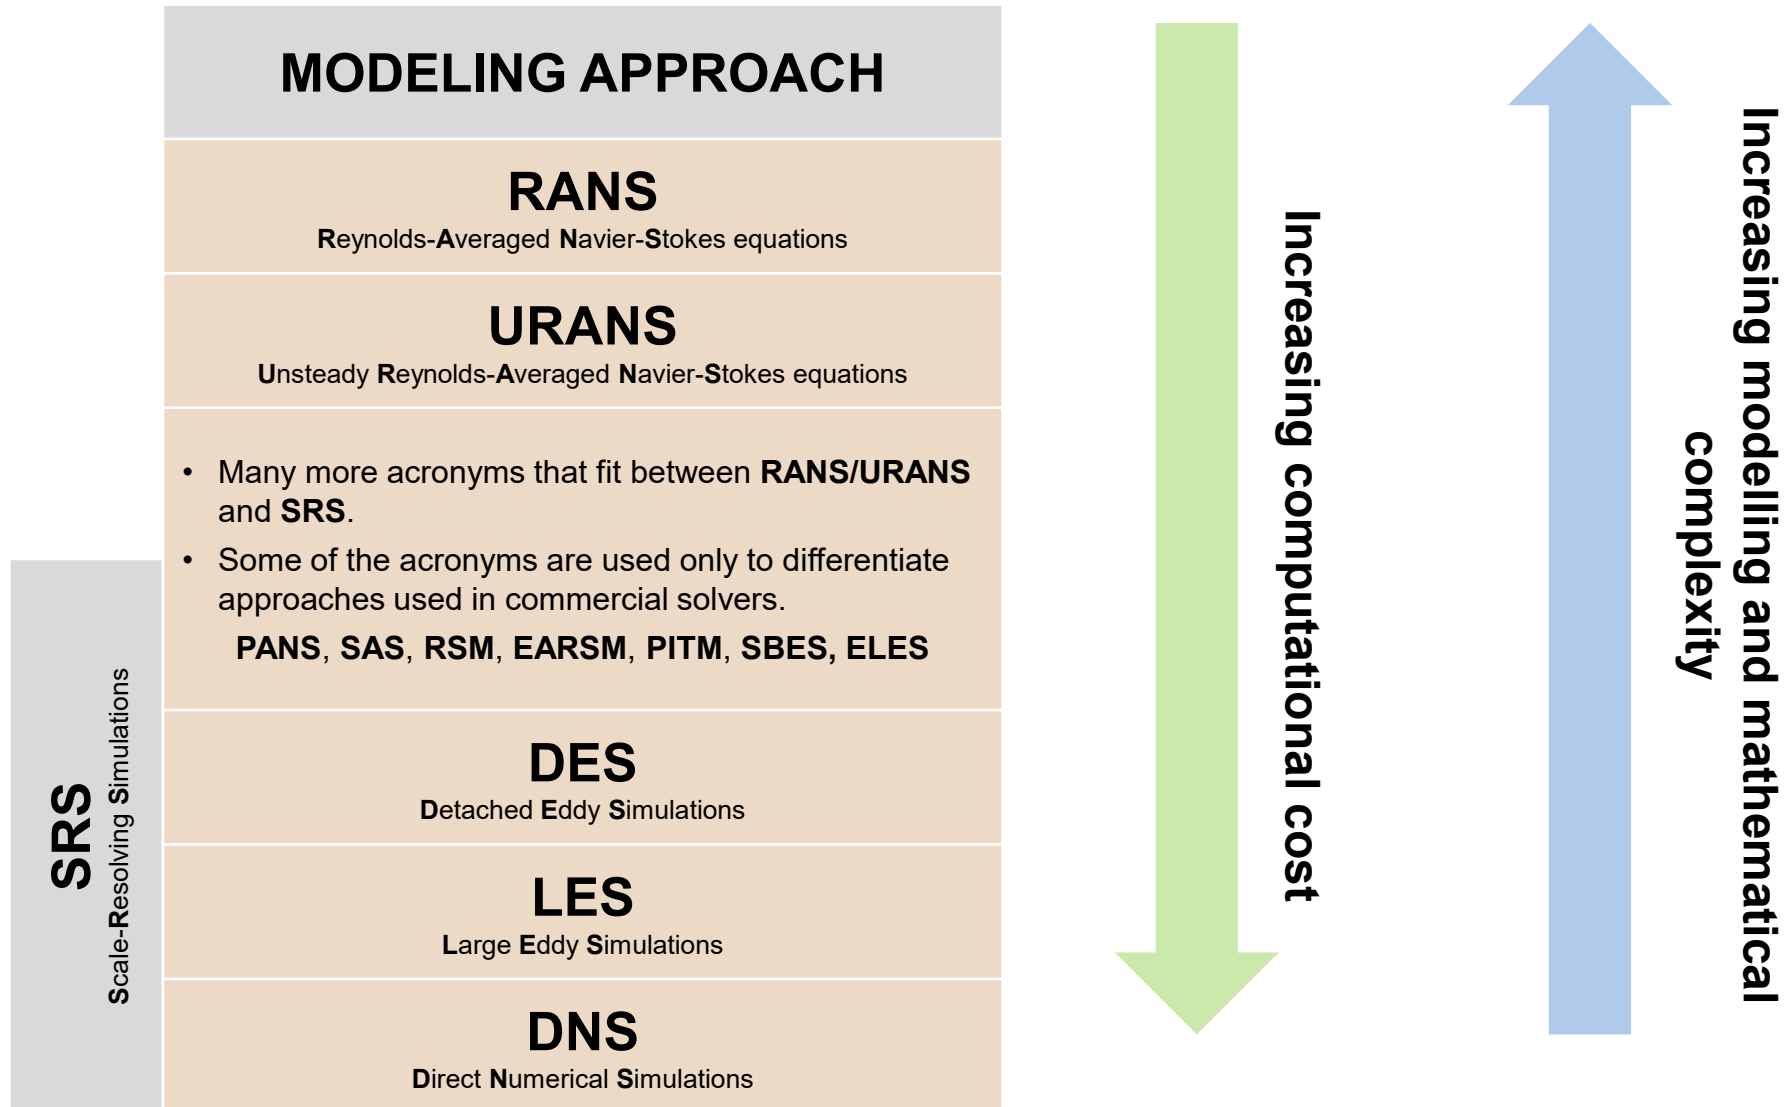 MODELING APPROACH
RANS
Reynolds-Averaged Navier-Stokes equations
URANS
Unsteady Reynolds-Averaged Navier-Stokes equations
• Many more acronyms that fit between RANS/URANS
and SRS.
• Some of the acronyms are used only to differentiate
approaches used in commercial solvers.
PANS, SAS, RSM, EARSM, PITM, SBES, ELES
DES
Detached Eddy Simulations
LES
Large Eddy Simulations
DNS
Direct Numerical Simulations
SRS
Scale-Resolving Simulations
Increasing computational cost
Increasing modelling and mathematical
complexity